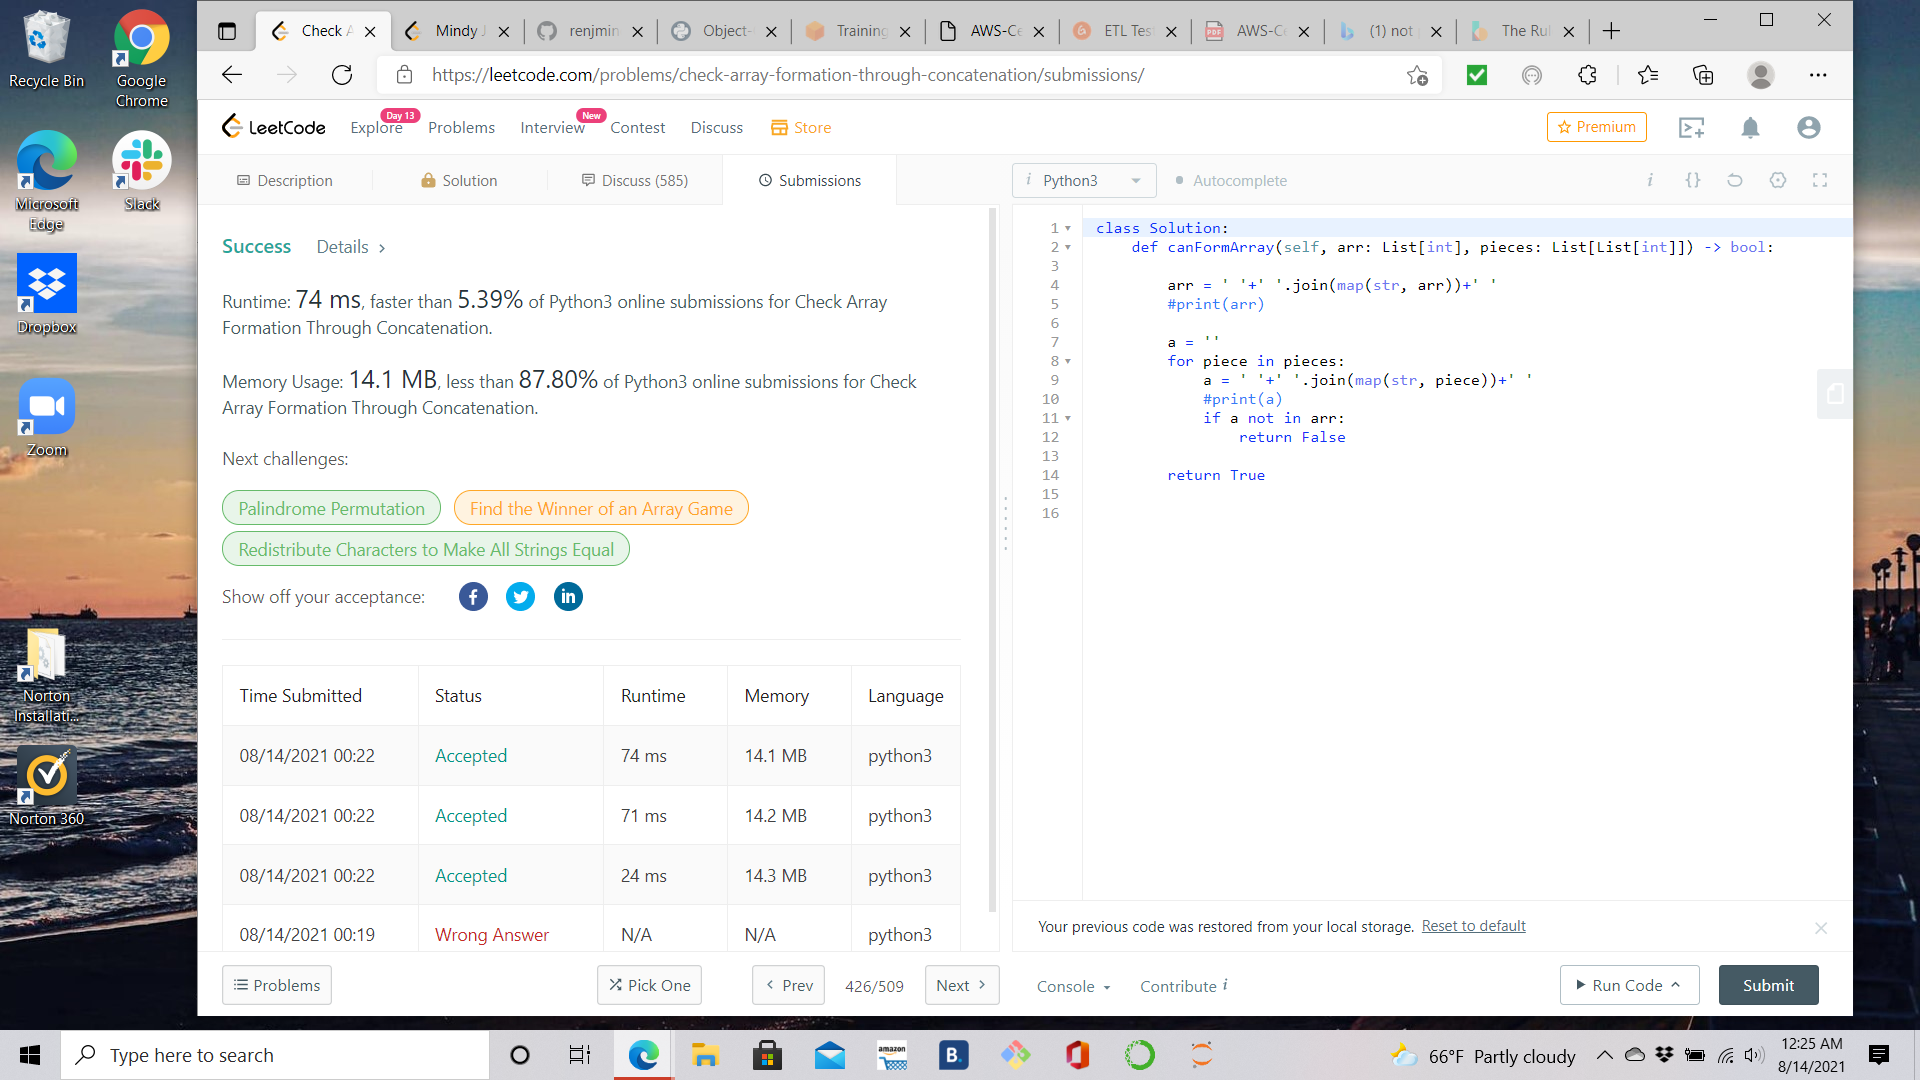 Recycle Bin
Google Chrome
Microsoft Edge
Slack
Dropbox
Zoom
Norton Installati...
Norton 360
Check A
Mindy J
renjmin
Object-
Training
AWS-Ce
ETL Tes
AWS-Ce
(1) not
The Rul
https://leetcode.com/problems/check-array-formation-through-concatenation/submissions/
LeetCode
Explore
Day 13
Problems
Interview
New
Contest
Discuss
Store
Premium
Description
Solution
Discuss (585)
Submissions
i Python3
Autocomplete
i
{}
Success
Details >
Runtime: 74 ms, faster than 5.39% of Python3 online submissions for Check Array
Formation Through Concatenation.
Memory Usage: 14.1 MB, less than 87.80% of Python3 online submissions for Check
Array Formation Through Concatenation.
Next challenges:
Palindrome Permutation
Find the Winner of an Array Game
Redistribute Characters to Make All Strings Equal
Show off your acceptance:
Time Submitted Status Runtime Memory Language
08/14/2021 00:22 Accepted 74 ms 14.1 MB python3
08/14/2021 00:22 Accepted 71 ms 14.2 MB python3
08/14/2021 00:22 Accepted 24 ms 14.3 MB python3
08/14/2021 00:19 Wrong Answer N/A N/A python3
1 class Solution:
2 def canFormArray(self, arr: List[int], pieces: List[List[int]]) -> bool:
3
4 arr = ' '+' '.join(map(str, arr))+' '
5 #print(arr)
6
7 a = ''
8 for piece in pieces:
9 a = ' '+' '.join(map(str, piece))+' '
10 #print(a)
11 if a not in arr:
12 return False
13
14 return True
15
16
Your previous code was restored from your local storage. Reset to default
Problems
Pick One
< Prev
426/509
Next >
Console
Contribute i
Run Code
Submit
Type here to search
amazon
B.
66°F Partly cloudy
12:25 AM
8/14/2021